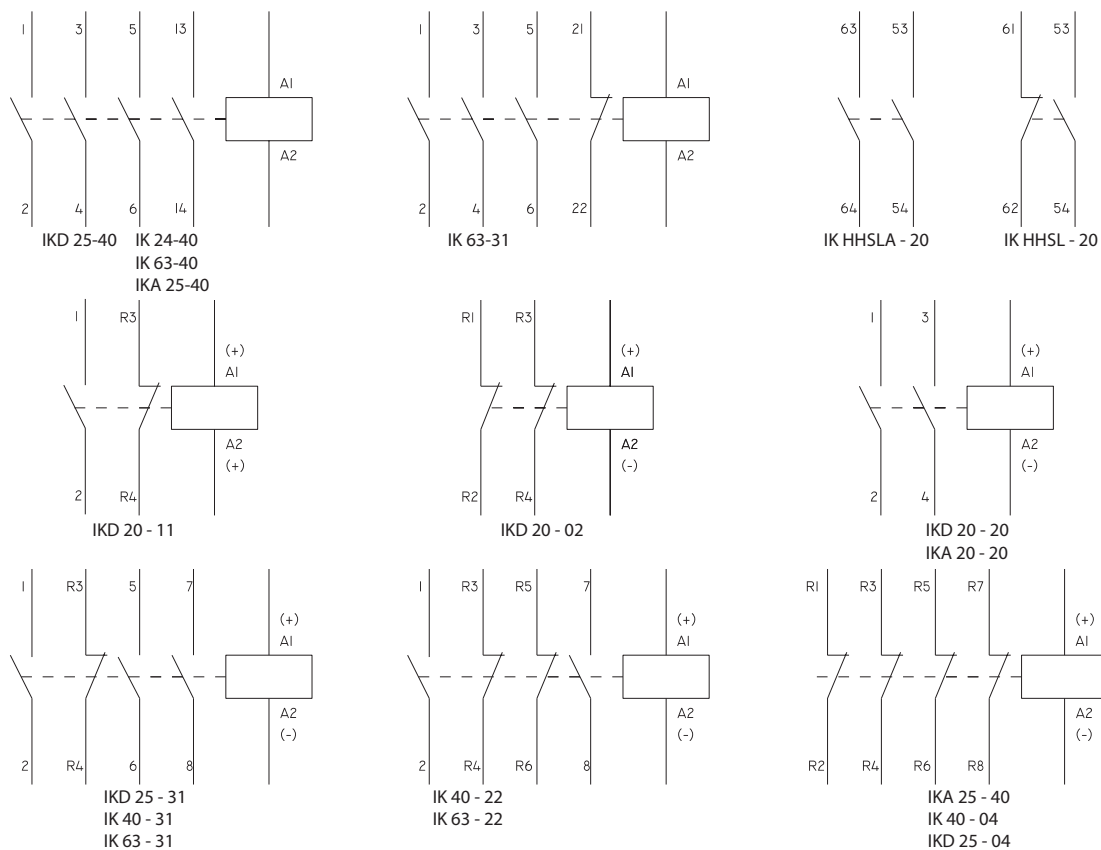 1 3 5 13
A1
A2
2 4 6 14
IKD 25-40 IK 24-40
IK 63-40
IKA 25-40
1 3 5 21
A1
A2
2 4 6 22
IK 63-31
63 53
64 54
IK HHSLA - 20
61 53
62 54
IK HHSL - 20
1 R3
(+)
A1
A2
(+)
2 R4
IKD 20 - 11
R1 R3
(+)
A1
A2
(-)
R2 R4
IKD 20 - 02
1 3
(+)
A1
A2
(-)
2 4
IKD 20 - 20
IKA 20 - 20
1 R3 5 7
(+)
A1
A2
(-)
2 R4 6 8
IKD 25 - 31
IK 40 - 31
IK 63 - 31
1 R3 R5 7
(+)
A1
A2
(-)
2 R4 R6 8
IK 40 - 22
IK 63 - 22
R1 R3 R5 R7
(+)
A1
A2
(-)
R2 R4 R6 R8
IKA 25 - 40
IK 40 - 04
IKD 25 - 04